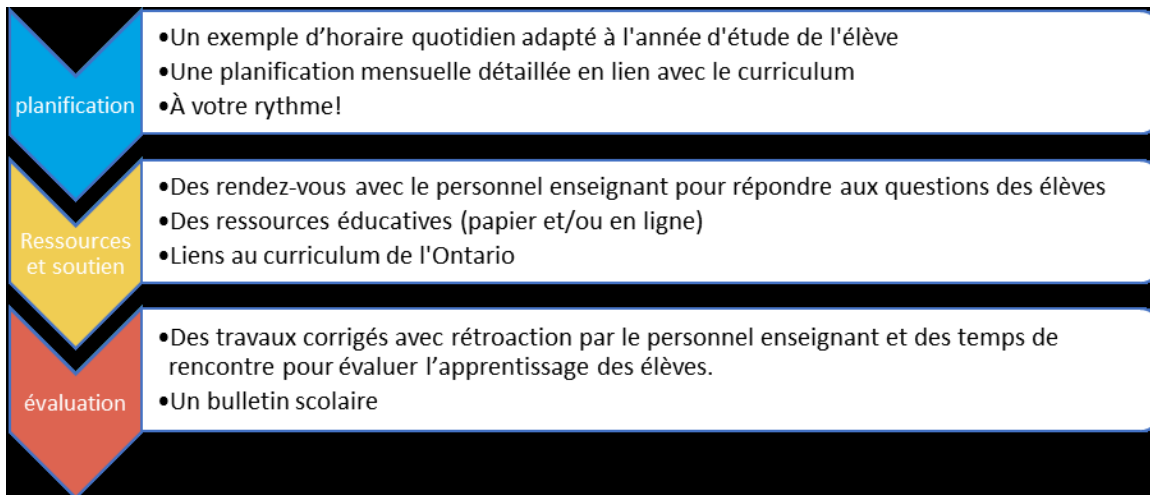 planification
•Un exemple d’horaire quotidien adapté à l'année d'étude de l'élève
•Une planification mensuelle détaillée en lien avec le curriculum
•À votre rythme!
Ressources
et soutien
•Des rendez-vous avec le personnel enseignant pour répondre aux questions des élèves
•Des ressources éducatives (papier et/ou en ligne)
•Liens au curriculum de l'Ontario
évaluation
•Des travaux corrigés avec rétroaction par le personnel enseignant et des temps de
rencontre pour évaluer l’apprentissage des élèves.
•Un bulletin scolaire